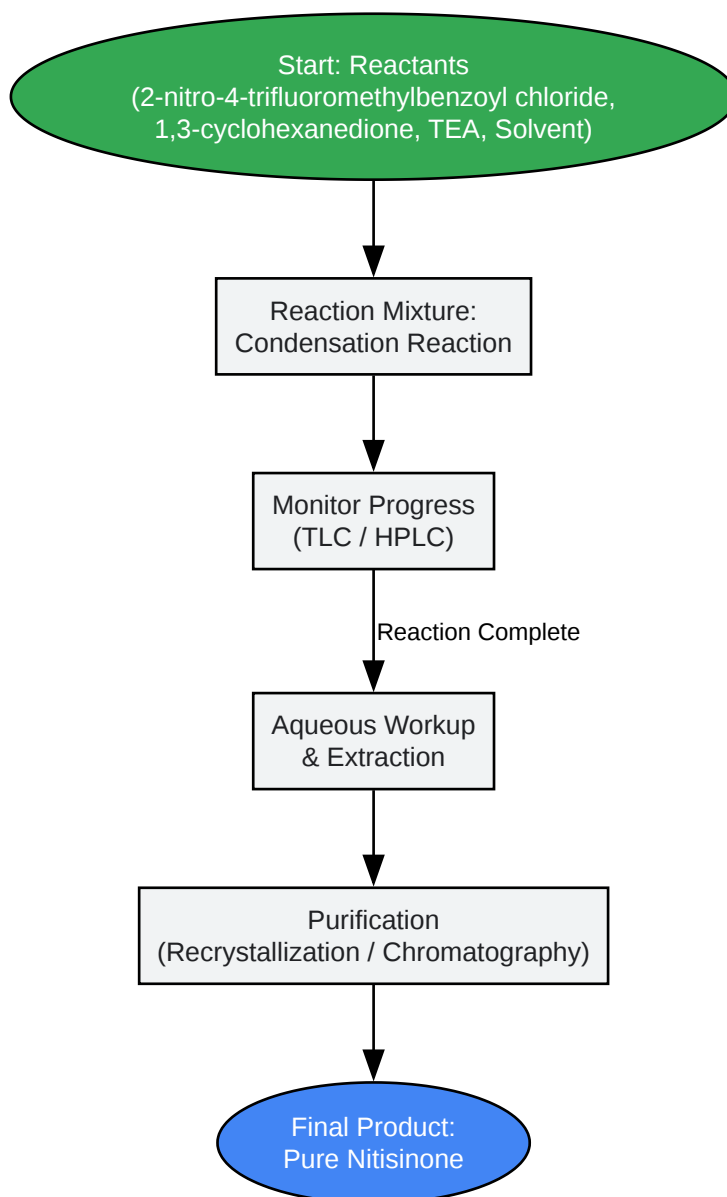 Start: Reactants
(2-nitro-4-trifluoromethylbenzoyl chloride,
1,3-cyclohexanedione, TEA, Solvent)
Reaction Mixture:
Condensation Reaction
Monitor Progress
(TLC / HPLC)
Reaction Complete
Aqueous Workup
& Extraction
Purification
(Recrystallization / Chromatography)
Final Product:
Pure Nitisinone